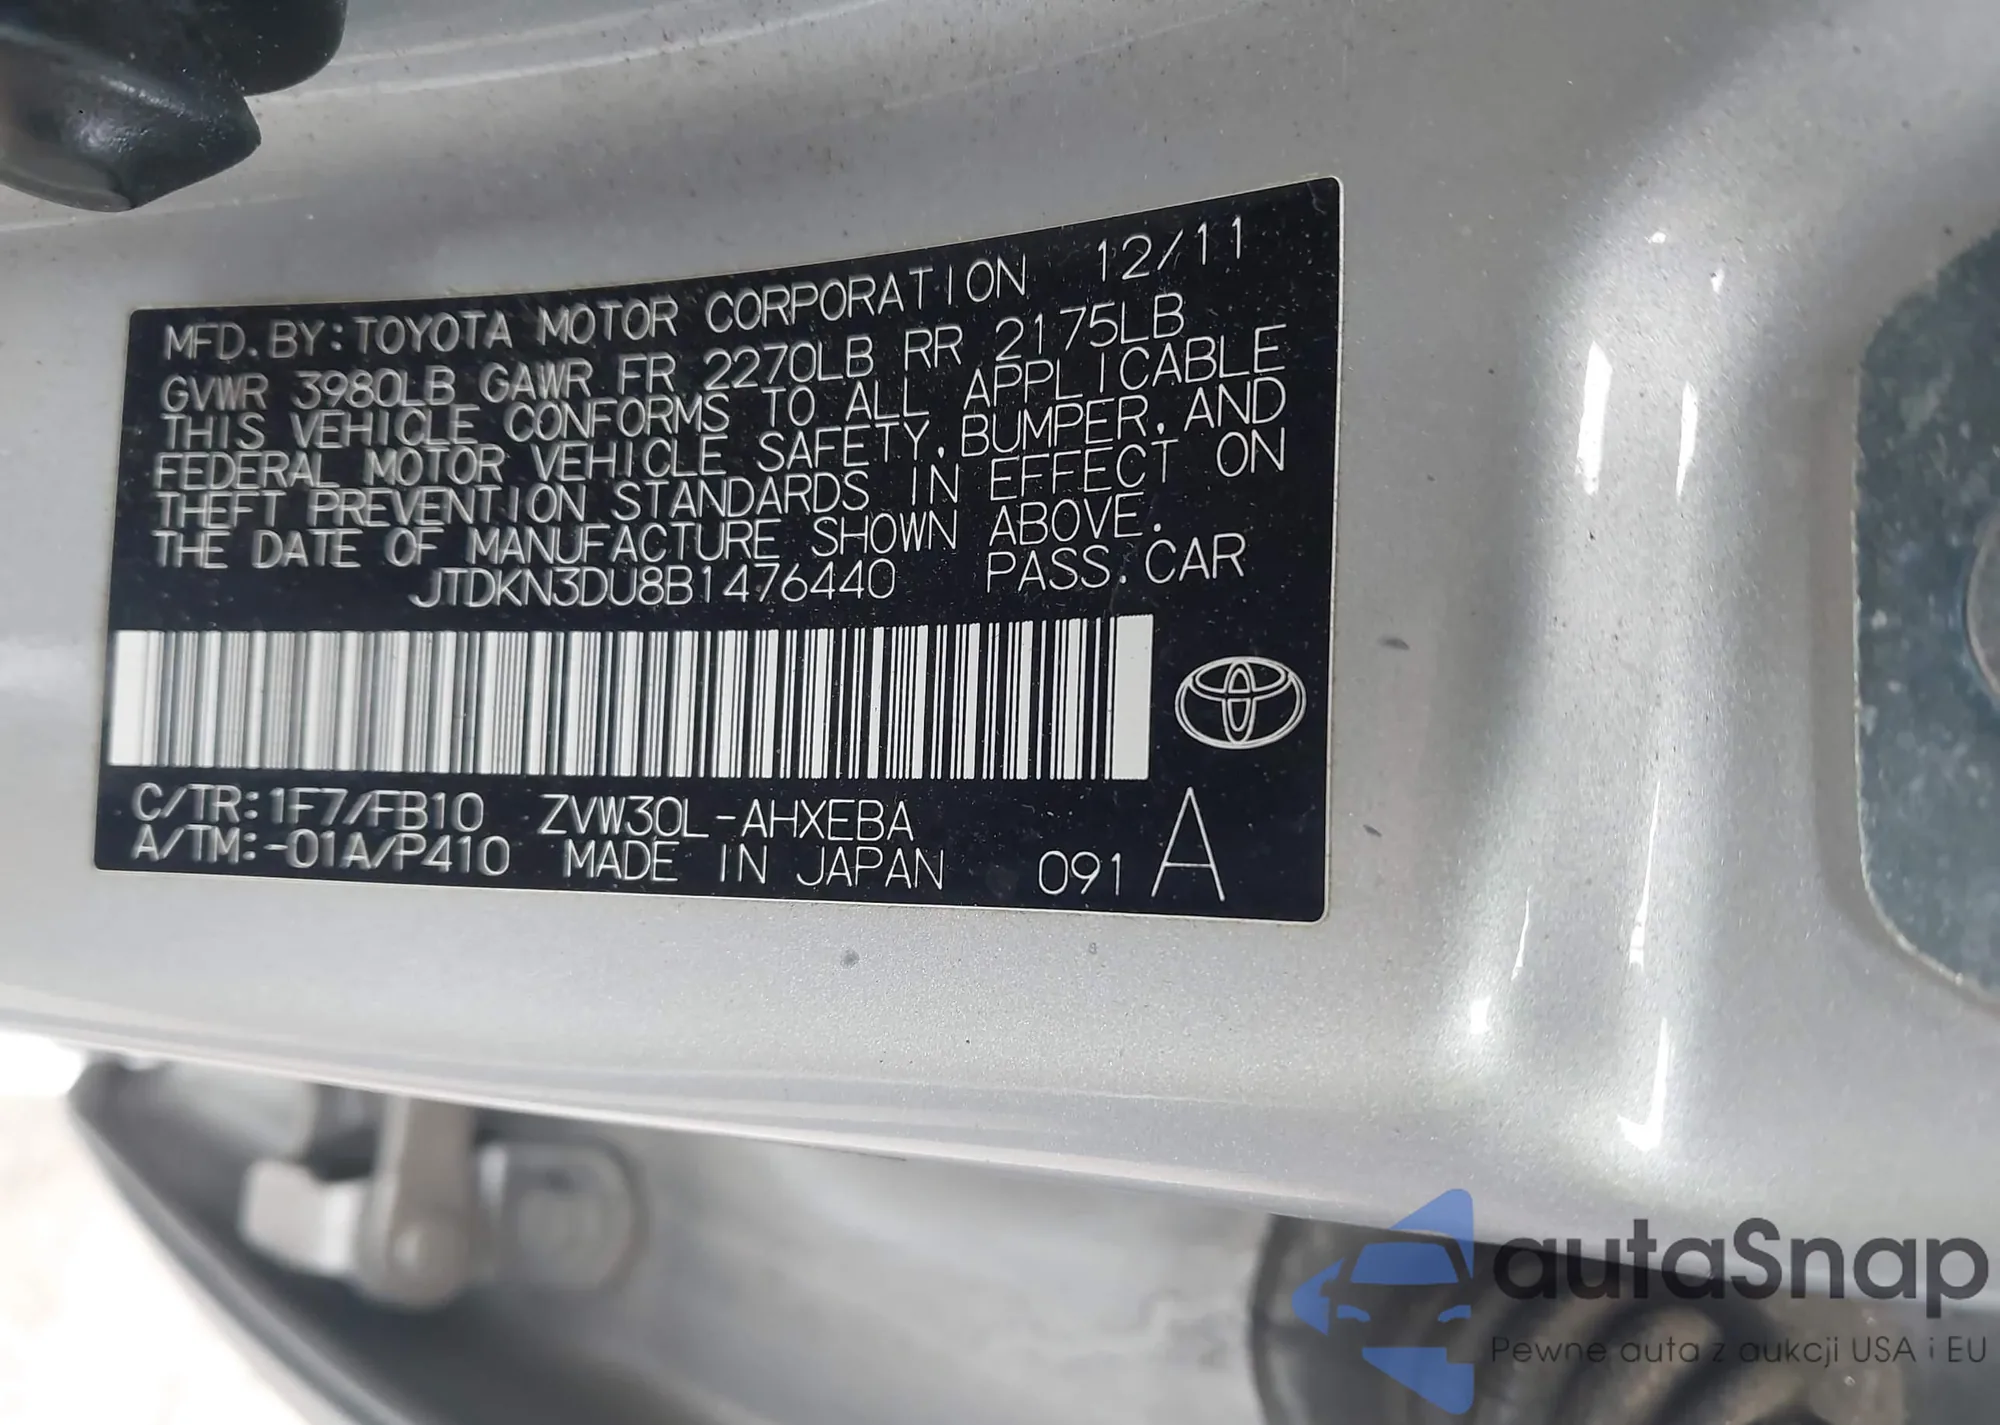 MFD. BY: TOYOTA MOTOR CORPORATION 12/11
GVWR 3980LB GAWR FR 2270LB RR 2175LB
THIS VEHICLE CONFORMS TO ALL APPLICABLE
FEDERAL MOTOR VEHICLE SAFETY, BUMPER, AND
THEFT PREVENTION STANDARDS IN EFFECT ON
THE DATE OF MANUFACTURE SHOWN ABOVE.
JTDKN3DU8B1476440 PASS. CAR
C/TR: 1F7/FB10 ZVW30L-AHXEBA
A/TM: -01A/P410 MADE IN JAPAN 091 A
autaSnap
Pewne auta z aukcji USA i EU